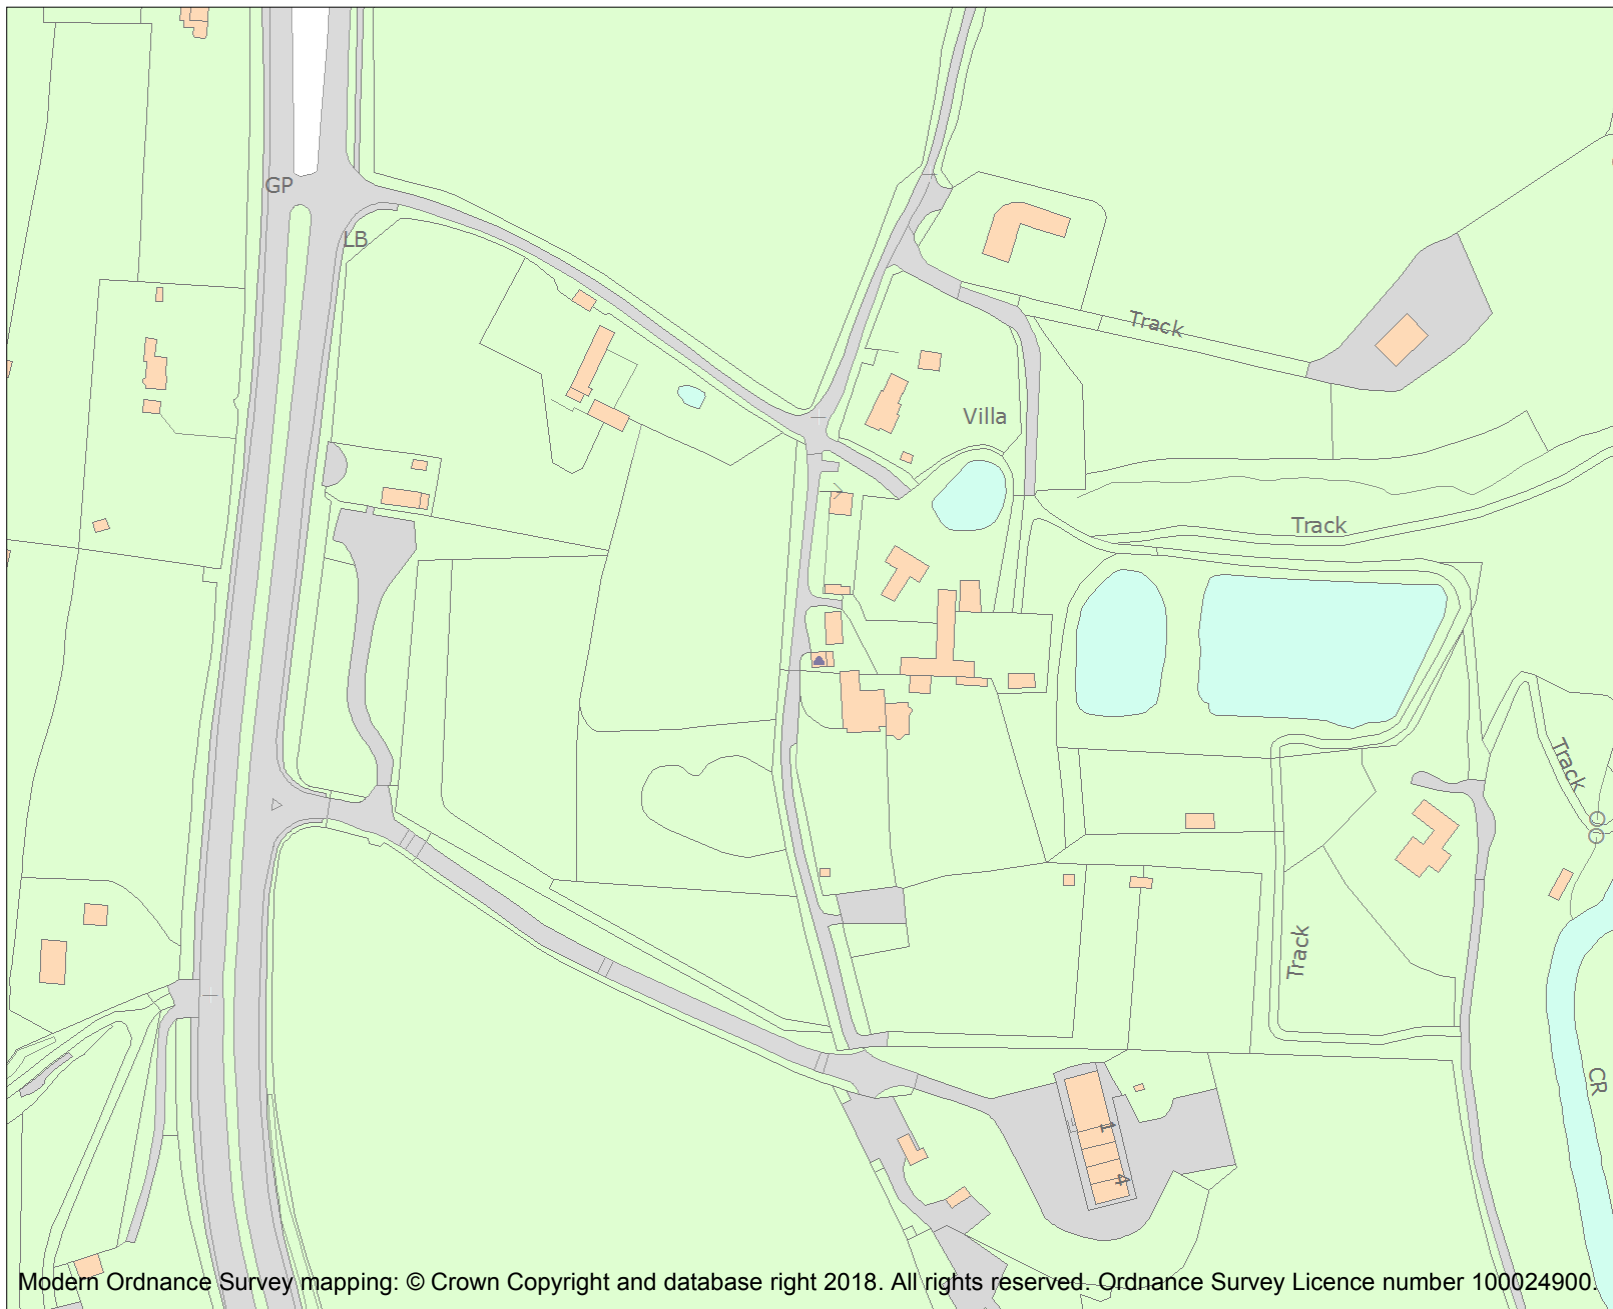 GP
LB
Track
Villa
Track
Track
Track
CR
1
4
Modern Ordnance Survey mapping: © Crown Copyright and database right 2018. All rights reserved. Ordnance Survey Licence number 100024900.